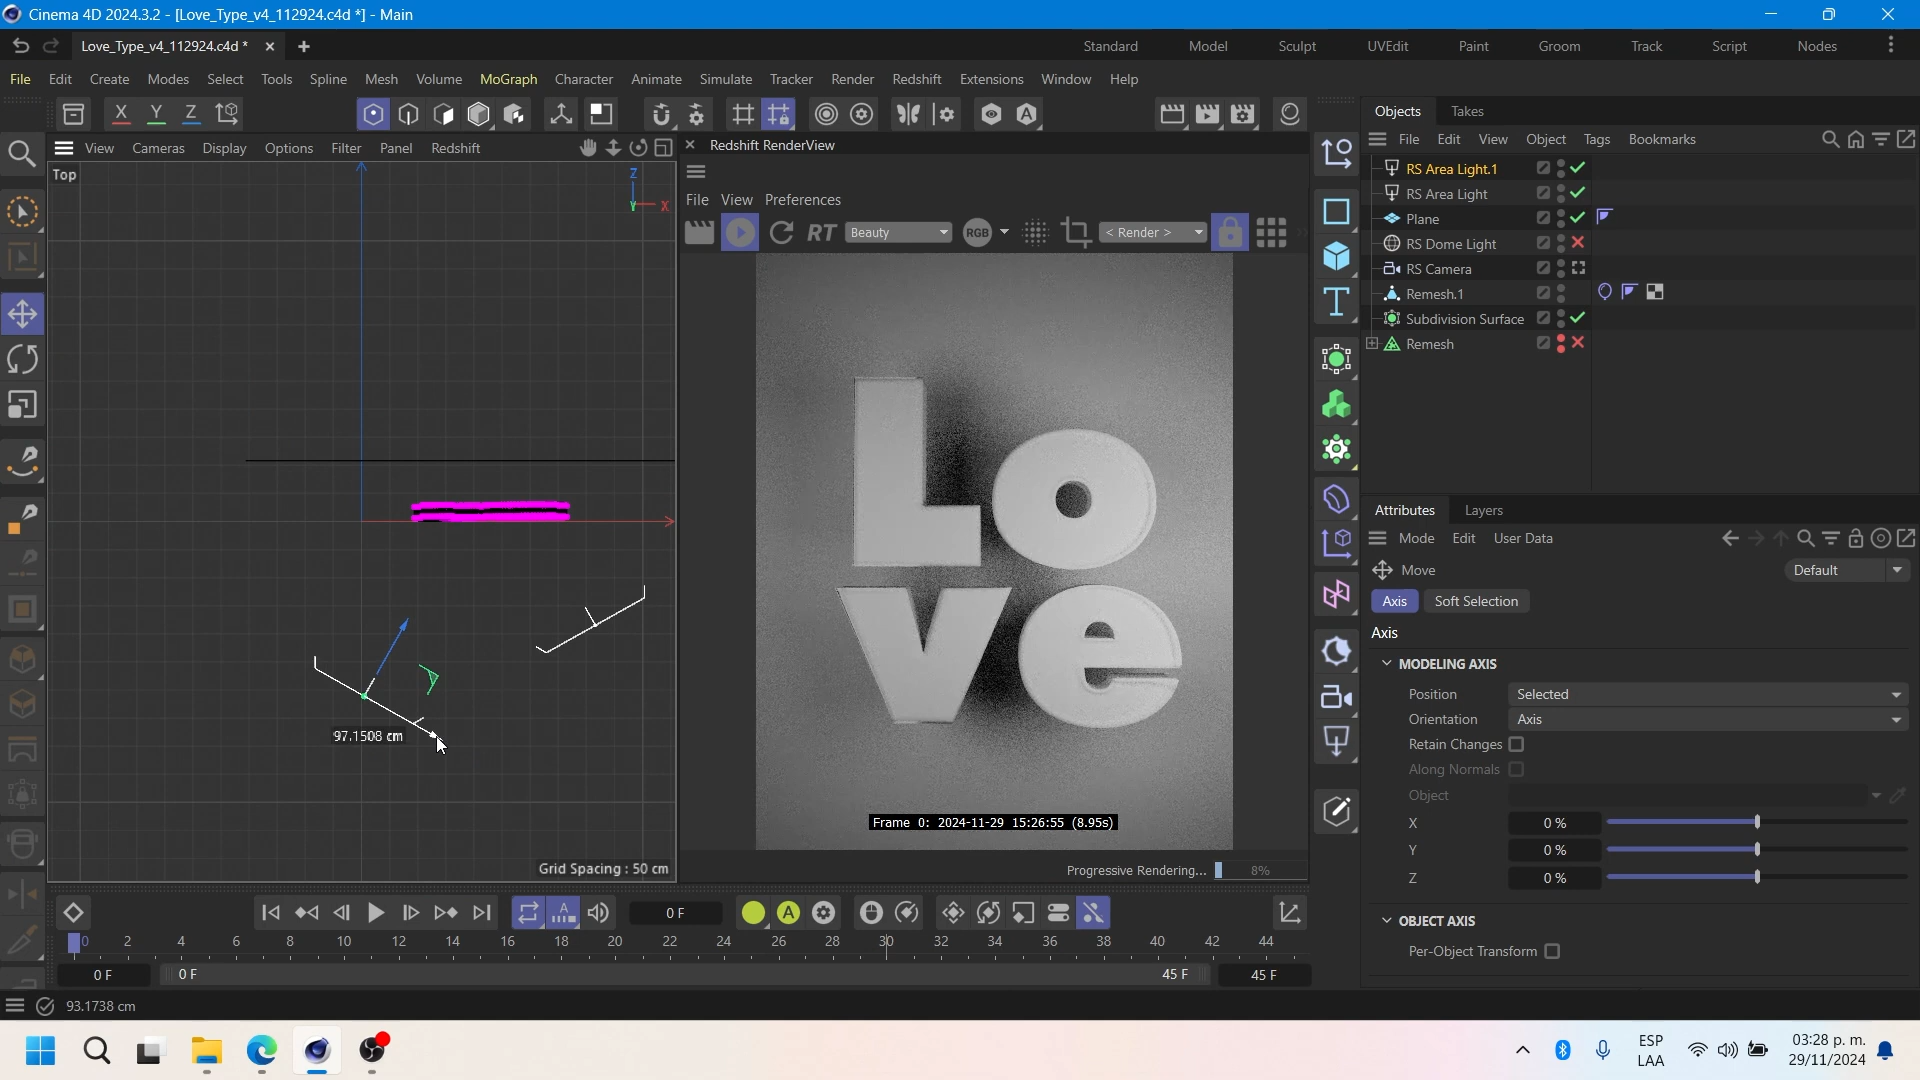 Cinema 4D 2024.3.2 - [Love_Type_v4_112924.c4d *] - Main
Love_Type_v4_112924.c4d *
Standard Model Sculpt UVEdit Paint Groom Track Script Nodes
File Edit Create Modes Select Tools Spline Mesh Volume MoGraph Character Animate Simulate Tracker Render Redshift Extensions Window Help
X Y Z
Objects Takes
View Cameras Display Options Filter Panel Redshift
Redshift RenderView
File Edit View Object Tags Bookmarks
Top
Z
Y X
File View Preferences
RT Beauty RGB < Render >
RS Area Light.1
RS Area Light
Plane
RS Dome Light
RS Camera
Remesh.1
Subdivision Surface
Remesh
Love
97.1508 cm
Grid Spacing : 50 cm
Frame 0: 2024-11-29 15:26:55 (8.95s)
Progressive Rendering... 8%
Attributes Layers
Mode Edit User Data
Move Default
Axis Soft Selection
Axis
MODELING AXIS
Position Selected
Orientation Axis
Retain Changes
Along Normals
Object
X 0 %
Y 0 %
Z 0 %
OBJECT AXIS
Per-Object Transform
0 F
0 2 4 6 8 10 12 14 16 18 20 22 24 26 28 30 32 34 36 38 40 42 44
0 F 0 F 45 F 45 F
93.1738 cm
ESP
LAA
03:28 p. m.
29/11/2024